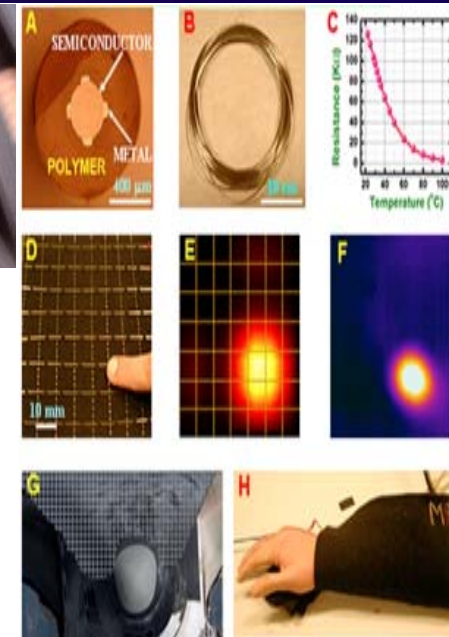 A
SEMICONDUCTOR
METAL
POLYMER
400 µm
B
C
Resistance (KΩ)
140
120
100
80
60
40
20
0
20 40 60 80 100
Temperature (°C)
D
10 mm
E
F
G
H